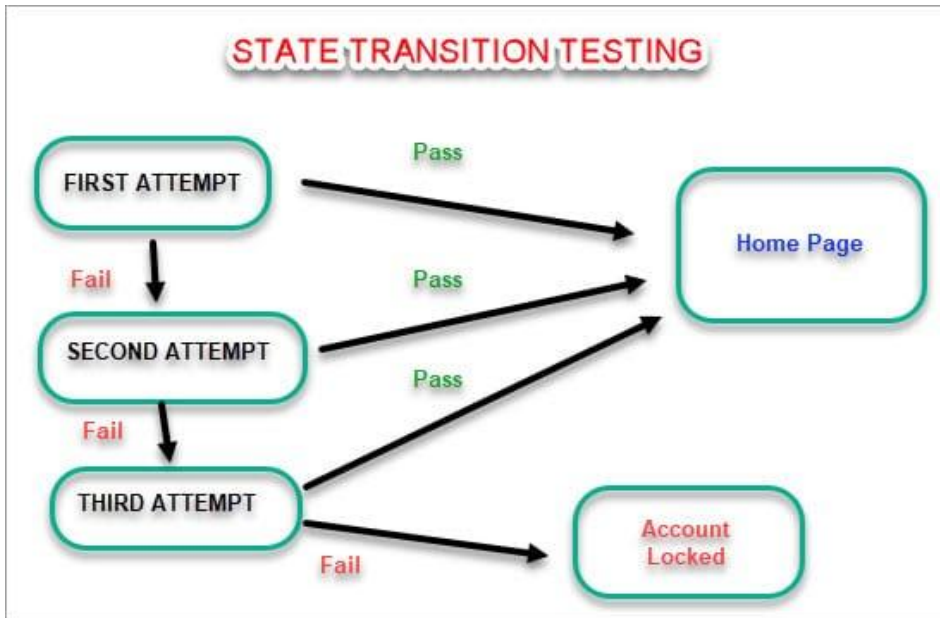 STATE TRANSITION TESTING
Pass
FIRST ATTEMPT
Home Page
Fail
Pass
SECOND ATTEMPT
Pass
Fail
THIRD ATTEMPT
Account
Locked
Fail